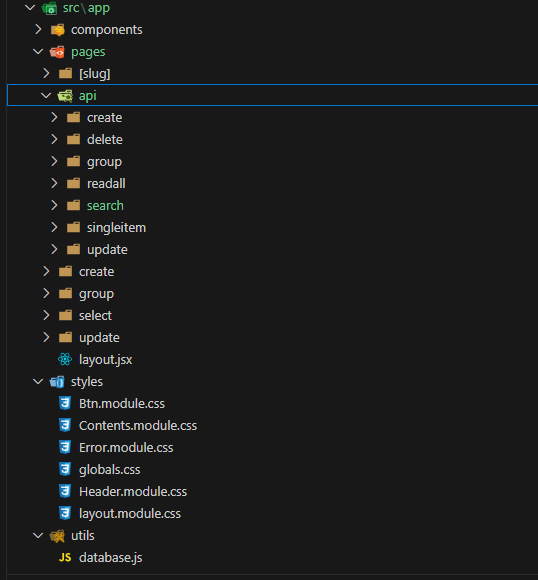 src\app
components
pages
[slug]
api
create
delete
group
readall
search
singleitem
update
create
group
select
update
layout.jsx
styles
Btn.module.css
Contents.module.css
Error.module.css
globals.css
Header.module.css
layout.module.css
utils
JS database.js